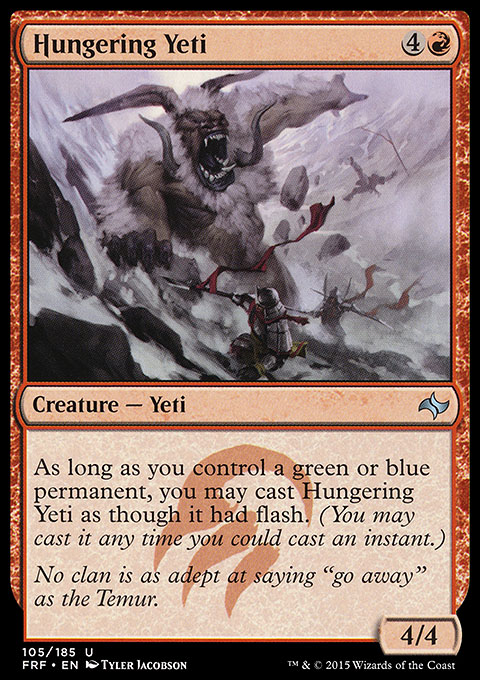 Hungering Yeti 4
Creature — Yeti
As long as you control a green or blue
permanent, you may cast Hungering
Yeti as though it had flash. (You may
cast it any time you could cast an instant.)
No clan is as adept at saying “go away”
as the Temur.
4/4
105/185 U
FRF • EN Tyler Jacobson
™ & © 2015 Wizards of the Coast